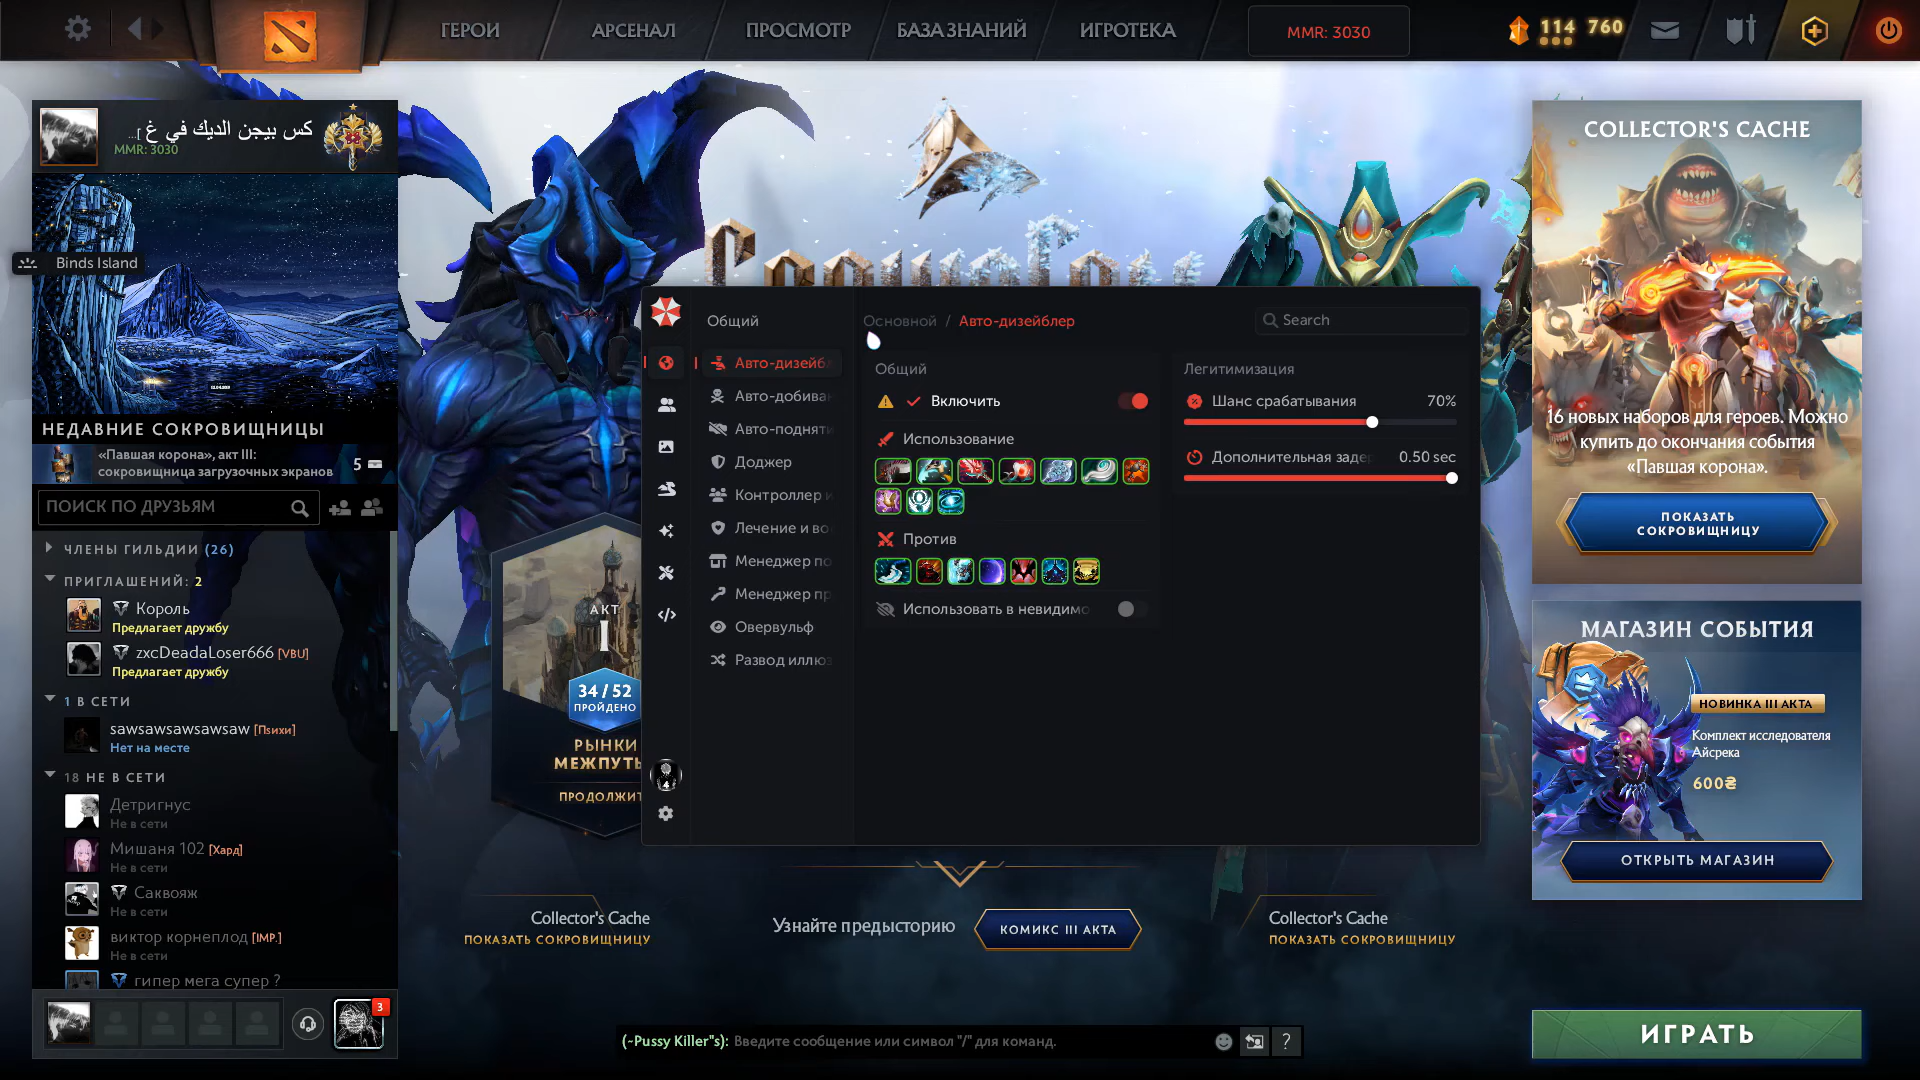 ГЕРОИ
АРСЕНАЛ
ПРОСМОТР
БАЗА ЗНАНИЙ
ИГРОТЕКА
MMR: 3030
114 760
كس بيجن الديك في غ [...
MMR: 3030
Binds Island
НЕДАВНИЕ СОКРОВИЩНИЦЫ
«Павшая корона», акт III:
сокровищница загрузочных экранов
5
ПОИСК ПО ДРУЗЬЯМ
ЧЛЕНЫ ГИЛЬДИИ (26)
ПРИГЛАШЕНИЙ: 2
Король
Предлагает дружбу
zxcDeadaLoser666 [VBU]
Предлагает дружбу
1 В СЕТИ
sawsawsawsawsaw [Психи]
Нет на месте
18 НЕ В СЕТИ
Детригнус
Не в сети
Мишаня 102 [Хард]
Не в сети
Саквояж
Не в сети
виктор корнеплод [IMP.]
Не в сети
гипер мега супер ?
3
АКТ
I
34 / 52
ПРОЙДЕНО
РЫНКИ
МЕЖПУТЬ
ПРОДОЛЖИТ
Общий
Авто-дизейбл
Авто-добиван
Авто-подняти
Доджер
Контроллер и
Лечение и во
Менеджер по
Менеджер пр
Овервульф
Развод иллюз
4
Основной / Авто-дизейблер
Search
Общий
Включить
Использование
Против
Использовать в невидимо
Легитимизация
Шанс срабатывания 70%
Дополнительная заде 0.50 sec
Collector's Cache
ПОКАЗАТЬ СОКРОВИЩНИЦУ
Узнайте предысторию
КОМИКС III АКТА
Collector's Cache
ПОКАЗАТЬ СОКРОВИЩНИЦУ
(~Pussy Killer"s): Введите сообщение или символ "/" для команд.
?
COLLECTOR'S CACHE
16 новых наборов для героев. Можно
купить до окончания события
«Павшая корона».
ПОКАЗАТЬ
СОКРОВИЩНИЦУ
МАГАЗИН СОБЫТИЯ
НОВИНКА III АКТА
Комплект исследователя
Айсрека
600₴
ОТКРЫТЬ МАГАЗИН
ИГРАТЬ